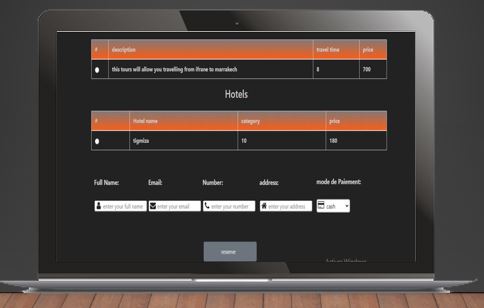 # description travel time price
this tours will allow you travelling from ifrane to marrakech 8 700
Hotels
# Hotel name category price
tigmiza 10 180
Full Name: Email: Number: address: mode de Paiement:
enter your full name enter your email enter your number enter your address cash
reserver